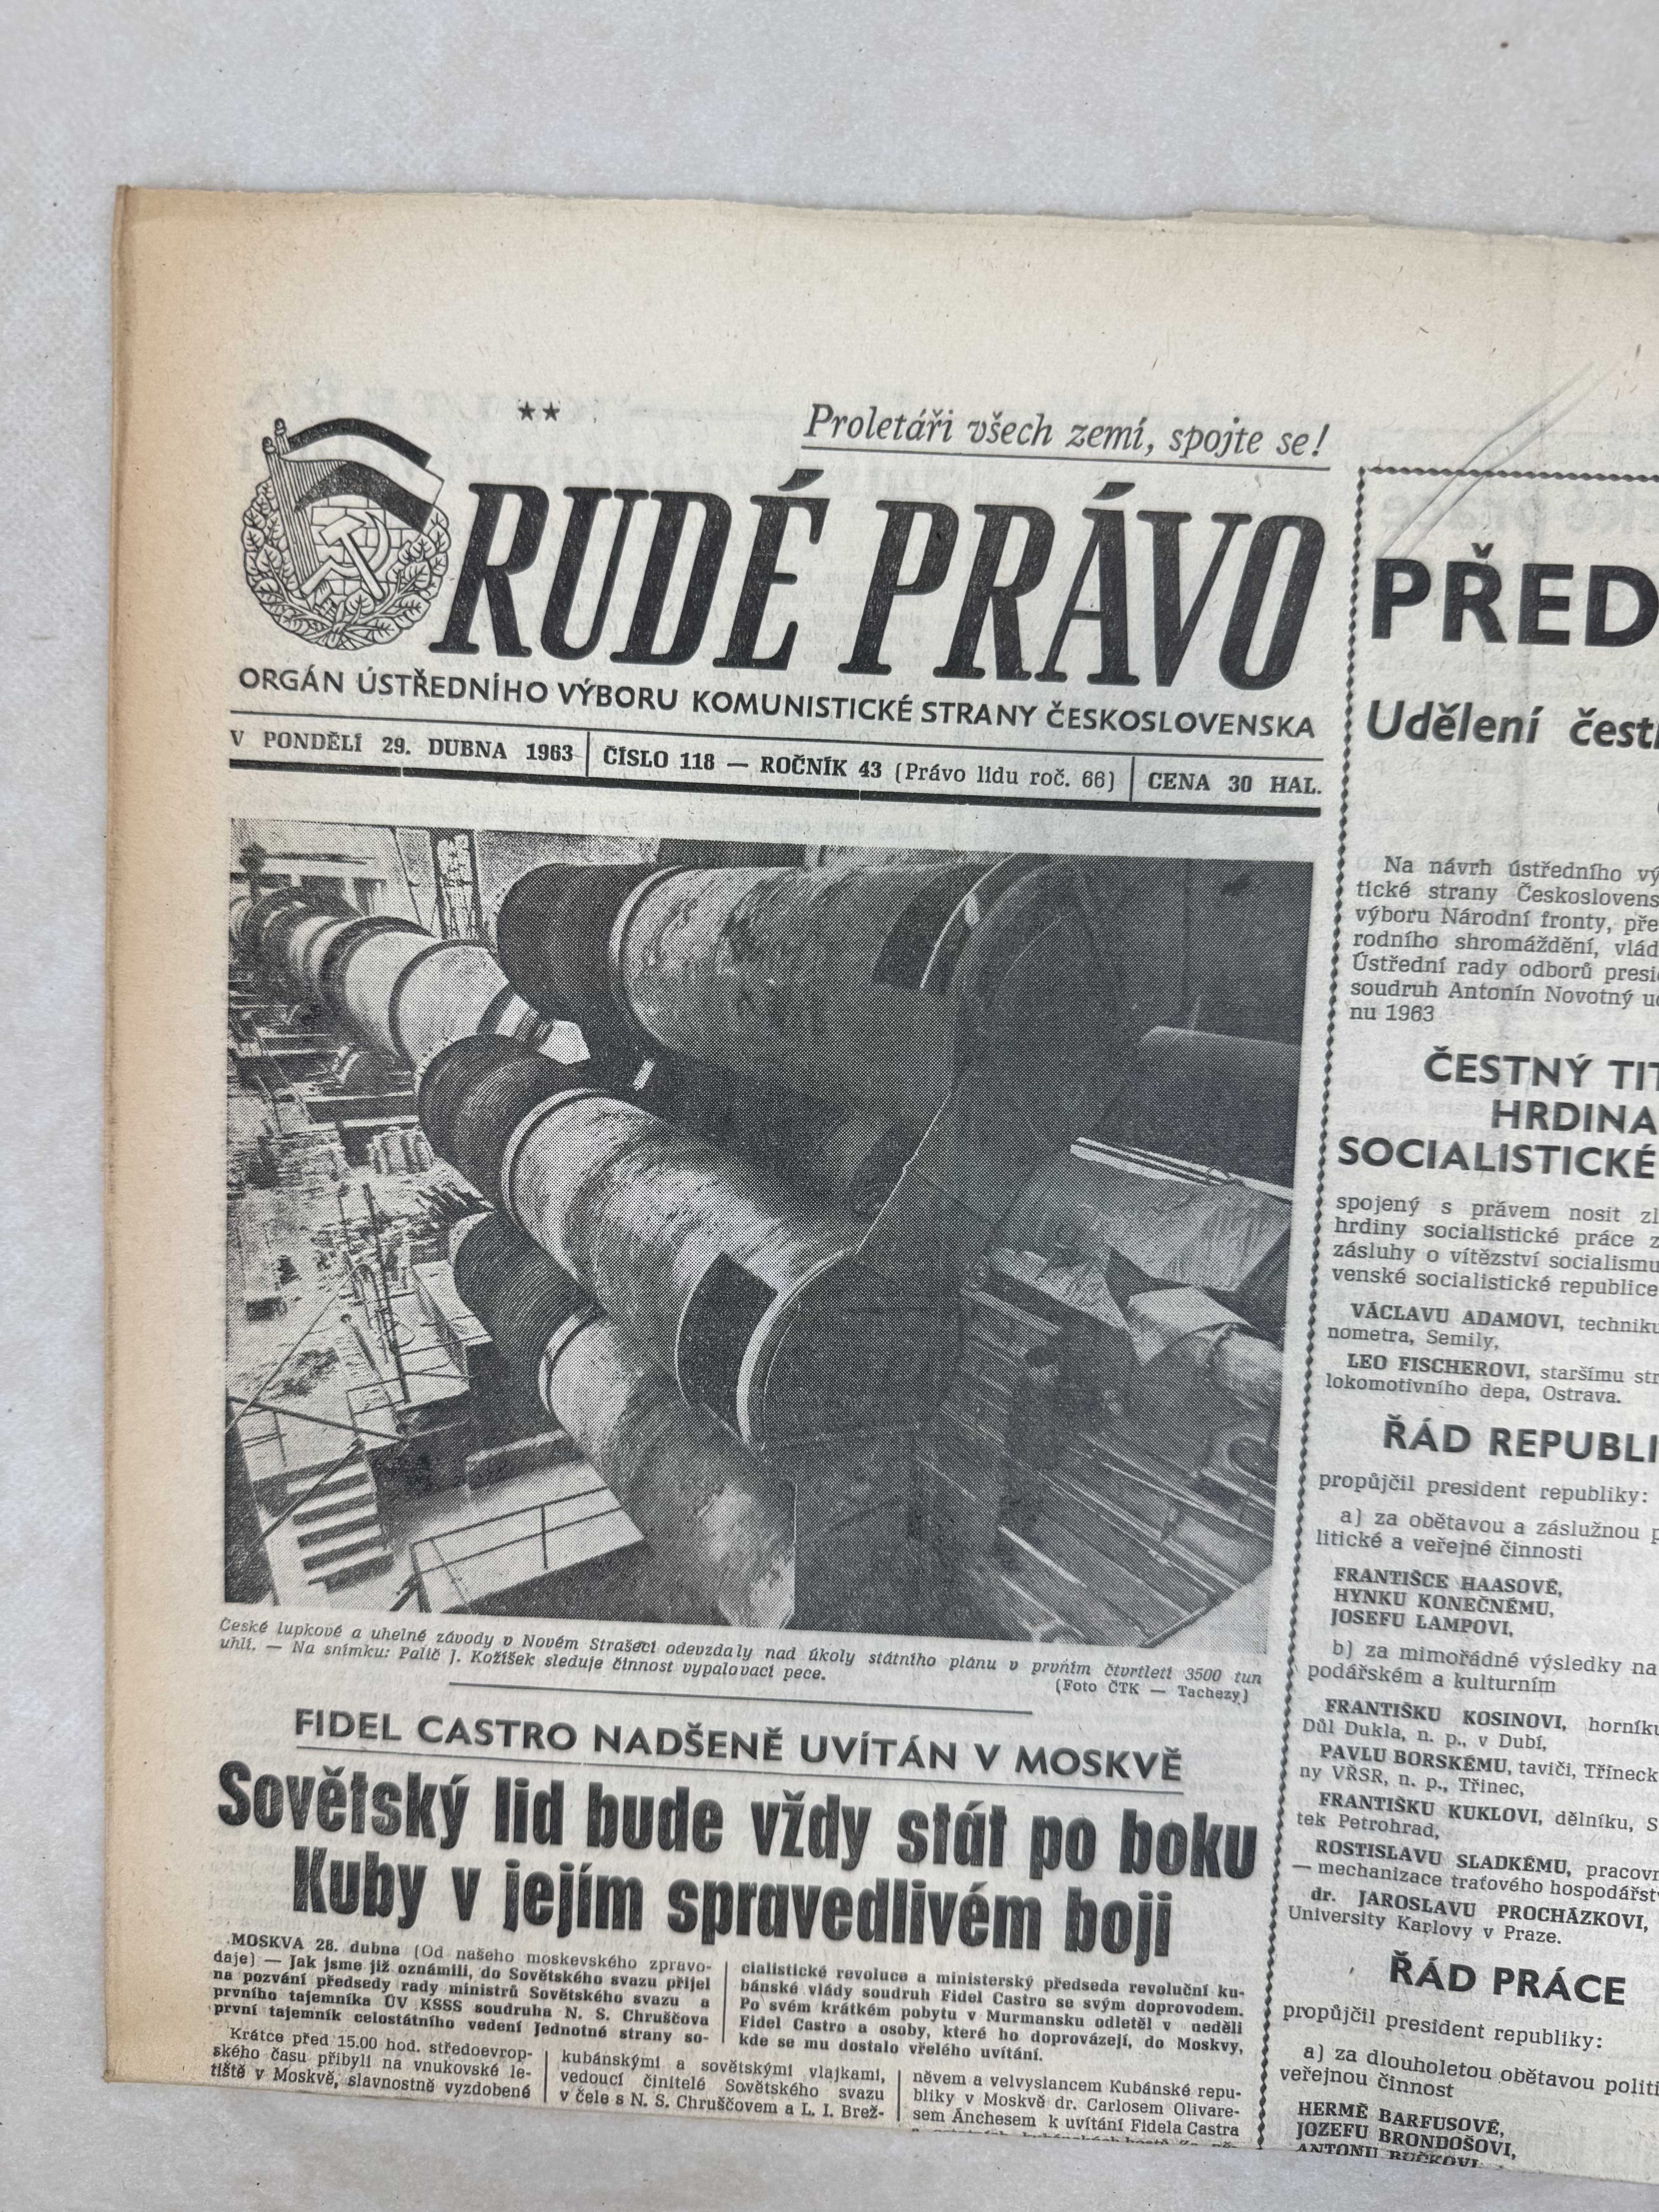 ★★
Proletáři všech zemí, spojte se!
RUDÉ PRÁVO
ORGÁN ÚSTŘEDNÍHO VÝBORU KOMUNISTICKÉ STRANY ČESKOSLOVENSKA
V PONDĚLÍ 29. DUBNA 1963
ČÍSLO 118 — ROČNÍK 43 (Právo lidu roč. 66)
CENA 30 HAL.
České lupkové a uhelné závody v Novém Strašecí odevzdaly nad úkoly státního plánu v prvním čtvrtletí 3500 tun
uhlí. — Na snímku: Palič J. Kožíšek sleduje činnost vypalovací pece.
(Foto ČTK — Tachezy)
FIDEL CASTRO NADŠENĚ UVÍTÁN V MOSKVĚ
Sovětský lid bude vždy stát po boku
Kuby v jejím spravedlivém boji
MOSKVA 28. dubna (Od našeho moskevského zpravo-
daje) — Jak jsme již oznámili, do Sovětského svazu přijel
na pozvání předsedy rady ministrů Sovětského svazu a
prvního tajemníka ÚV KSSS soudruha N. S. Chruščova
první tajemník celostátního vedení Jednotné strany so-
cialistické revoluce a ministerský předseda revoluční ku-
bánské vlády soudruh Fidel Castro se svým doprovodem.
Po svém krátkém pobytu v Murmansku odletěl v neděli
Fidel Castro a osoby, které ho doprovázejí, do Moskvy,
kde se mu dostalo vřelého uvítání.
Krátce před 15.00 hod. středoevrop-
ského času přibyli na vnukovské le-
tiště v Moskvě, slavnostně vyzdobené
kubánskými a sovětskými vlajkami,
vedoucí činitelé Sovětského svazu
v čele s N. S. Chruščovem a L. I. Brež-
něvem a velvyslancem Kubánské repu-
bliky v Moskvě dr. Carlosem Olivare-
sem Ánchesem k uvítání Fidela Castra
PŘED
Udělení čest
Na návrh ústředního vý
tické strany Českoslovens
výboru Národní fronty, pře
rodního shromáždění, vlád
Ústřední rady odborů presi
soudruh Antonín Novotný u
nu 1963
ČESTNÝ TIT
HRDINA
SOCIALISTICKÉ
spojený s právem nosit zl
hrdiny socialistické práce z
zásluhy o vítězství socialismu
venské socialistické republice
VÁCLAVU ADAMOVI, techniku
nometra, Semily,
LEO FISCHEROVI, staršímu str
lokomotivního depa, Ostrava.
ŘÁD REPUBLI
propůjčil president republiky:
a) za obětavou a záslužnou p
litické a veřejné činnosti
FRANTIŠCE HAASOVÉ,
HYNKU KONEČNÉMU,
JOSEFU LAMPOVI,
b) za mimořádné výsledky na
podářském a kulturním
FRANTIŠKU KOSINOVI, horníku
Důl Dukla, n. p., v Dubí,
PAVLU BORSKÉMU, taviči, Třineck
ny VŘSR, n. p., Třinec,
FRANTIŠKU KUKLOVI, dělníku, S
tek Petrohrad,
ROSTISLAVU SLADKÉMU, pracovn
— mechanizace traťového hospodářstv
dr. JAROSLAVU PROCHÁZKOVI,
University Karlovy v Praze.
ŘÁD PRÁCE
propůjčil president republiky:
a) za dlouholetou obětavou politi
veřejnou činnost
HERMĚ BARFUSOVÉ,
JOZEFU BRONDOŠOVI,
ANTONU BUČKOVI,